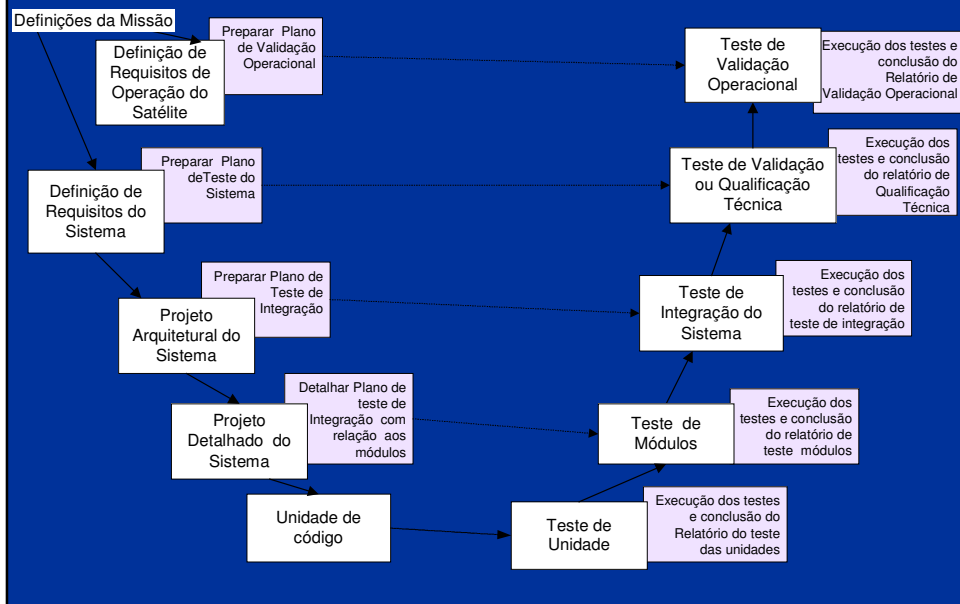 Definições da Missão
Definição de
Requisitos de
Operação do
Satélite
Preparar Plano
de Validação
Operacional
Teste de
Validação
Operacional
Execução dos testes e
conclusão do
Relatório de
Validação Operacional
Definição de
Requisitos do
Sistema
Preparar Plano
deTeste do
Sistema
Teste de Validação
ou Qualificação
Técnica
Execução dos
testes e conclusão
do relatório de
Qualificação
Técnica
Projeto
Arquitetural do
Sistema
Preparar Plano de
Teste de
Integração
Teste de
Integração do
Sistema
Execução dos
testes e conclusão
do relatório de
teste de integração
Projeto
Detalhado do
Sistema
Detalhar Plano de
teste de
Integração com
relação aos
módulos
Teste de
Módulos
Execução dos
testes e conclusão
do relatório de
teste módulos
Unidade de
código
Teste de
Unidade
Execução dos testes
e conclusão do
Relatório do teste
das unidades